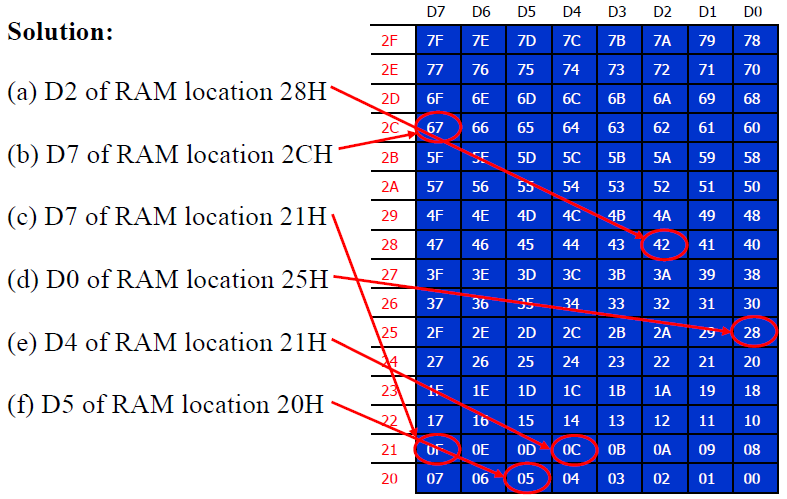 Solution:
(a) D2 of RAM location 28H
(b) D7 of RAM location 2CH
(c) D7 of RAM location 21H
(d) D0 of RAM location 25H
(e) D4 of RAM location 21H
(f) D5 of RAM location 20H
D7 D6 D5 D4 D3 D2 D1 D0
2F 7F 7E 7D 7C 7B 7A 79 78
2E 77 76 75 74 73 72 71 70
2D 6F 6E 6D 6C 6B 6A 69 68
2C 67 66 65 64 63 62 61 60
2B 5F 5E 5D 5C 5B 5A 59 58
2A 57 56 55 54 53 52 51 50
29 4F 4E 4D 4C 4B 4A 49 48
28 47 46 45 44 43 42 41 40
27 3F 3E 3D 3C 3B 3A 39 38
26 37 36 35 34 33 32 31 30
25 2F 2E 2D 2C 2B 2A 29 28
24 27 26 25 24 23 22 21 20
23 1F 1E 1D 1C 1B 1A 19 18
22 17 16 15 14 13 12 11 10
21 0F 0E 0D 0C 0B 0A 09 08
20 07 06 05 04 03 02 01 00